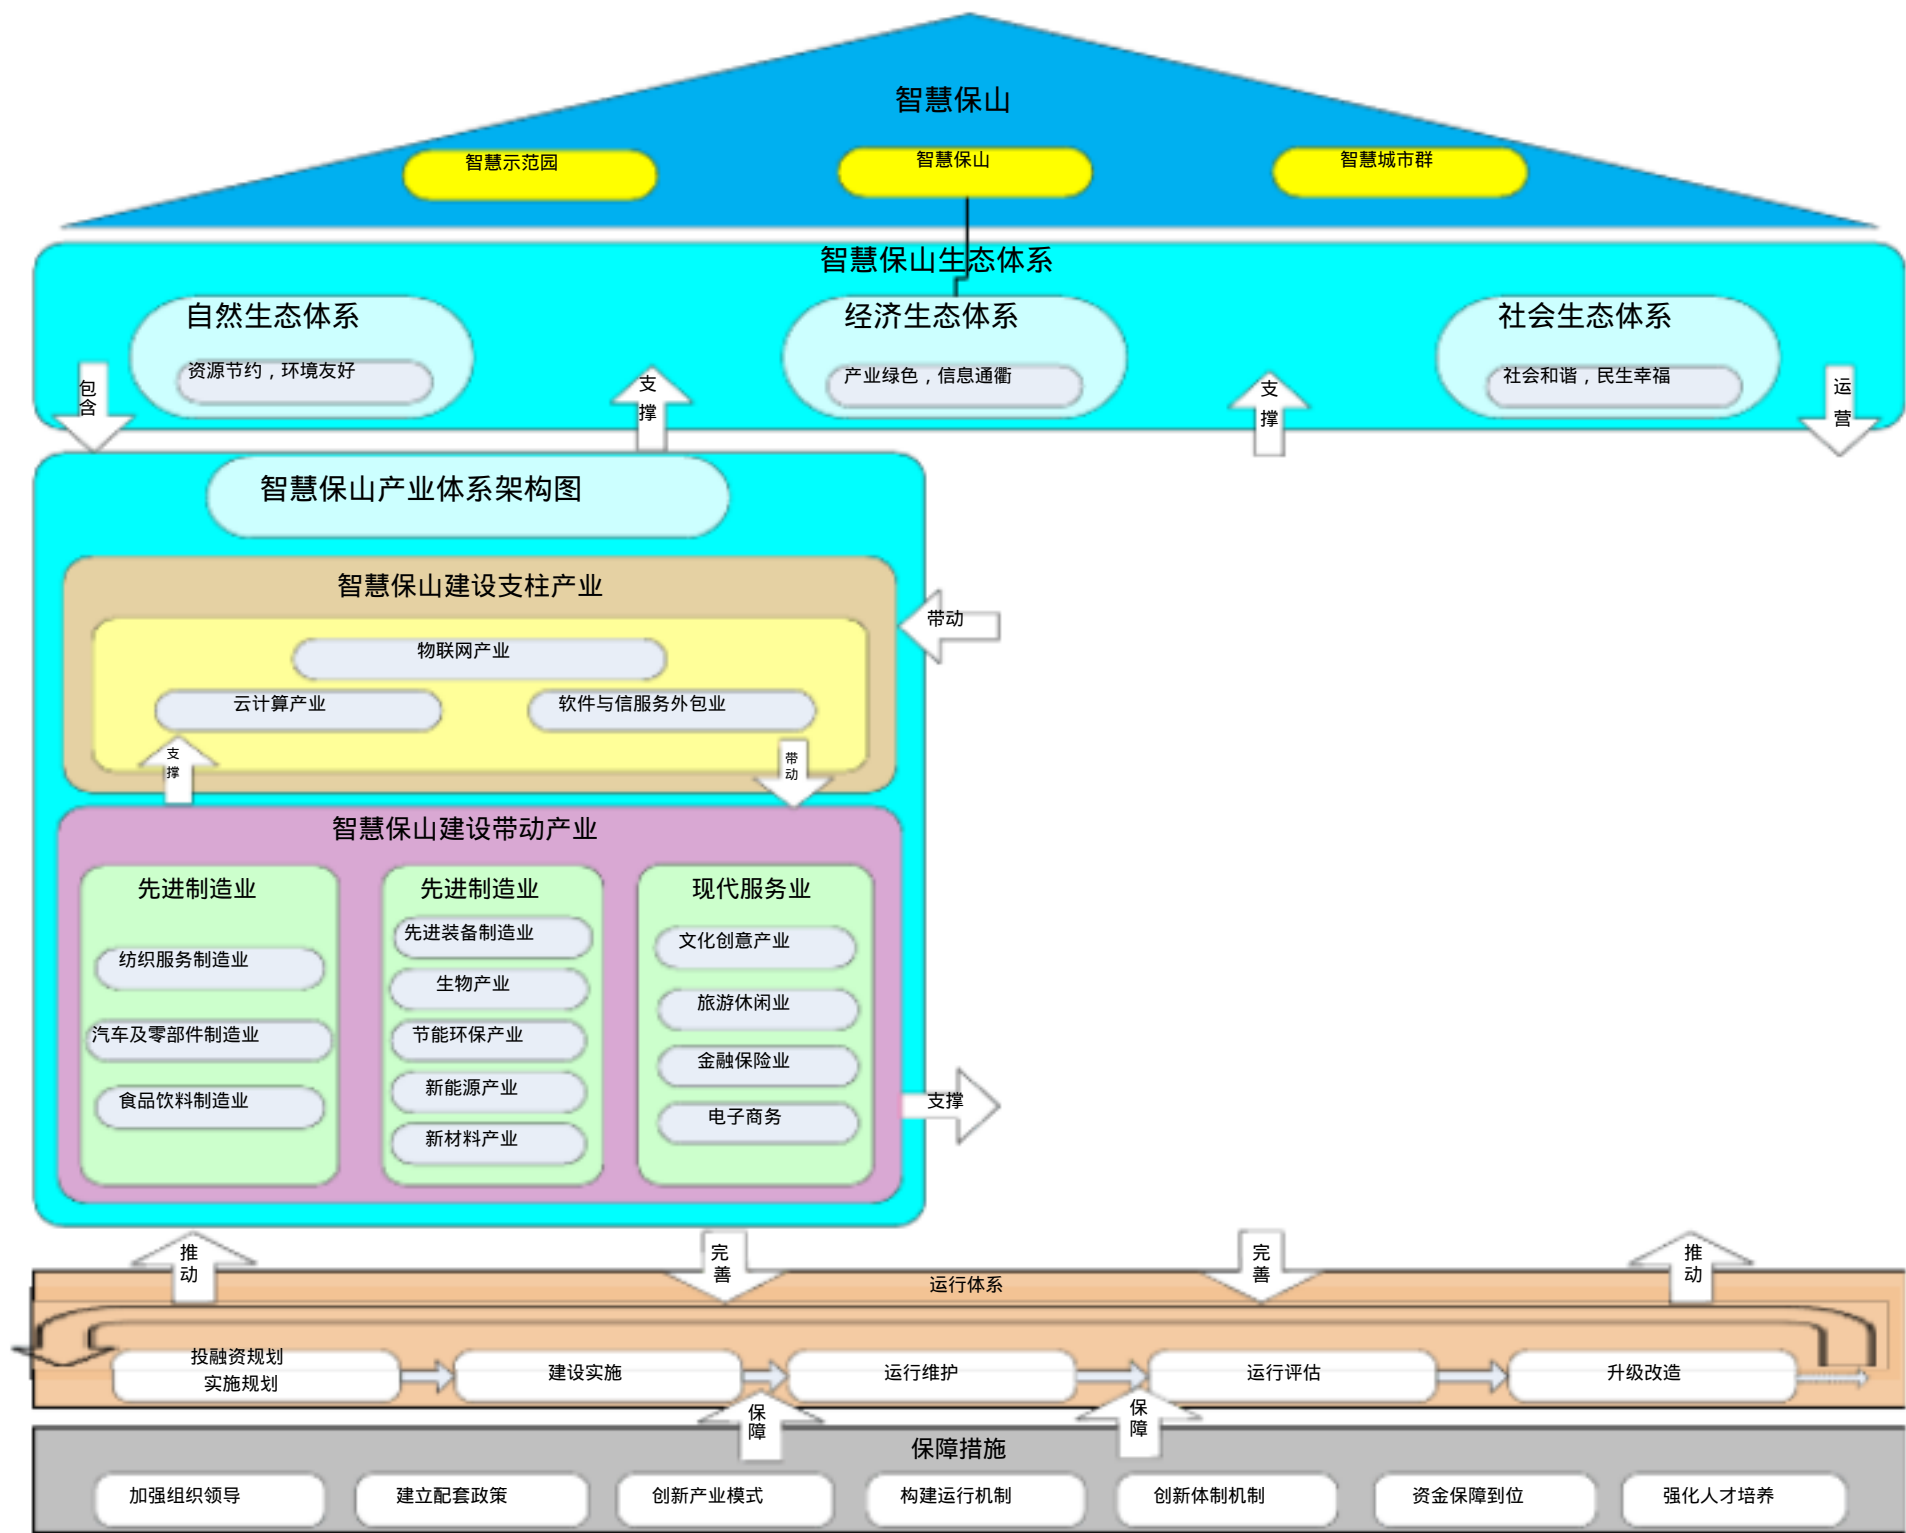 智慧保山
智慧示范园
智慧保山
智慧城市群
智慧保山生态体系
自然生态体系
经济生态体系
社会生态体系
资源节约，环境友好
产业绿色，信息通衢
社会和谐，民生幸福
包
含
支
撑
支
撑
运
营
智慧保山产业体系架构图
智慧保山建设支柱产业
带动
物联网产业
云计算产业
软件与信服务外包业
支
撑
带
动
智慧保山建设带动产业
先进制造业
纺织服务制造业
汽车及零部件制造业
食品饮料制造业
先进制造业
先进装备制造业
生物产业
节能环保产业
新能源产业
新材料产业
现代服务业
文化创意产业
旅游休闲业
金融保险业
电子商务
支撑
推
动
完
善
完
善
推
动
运行体系
投融资规划
实施规划
建设实施
运行维护
运行评估
升级改造
保
障
保
障
保障措施
加强组织领导
建立配套政策
创新产业模式
构建运行机制
创新体制机制
资金保障到位
强化人才培养